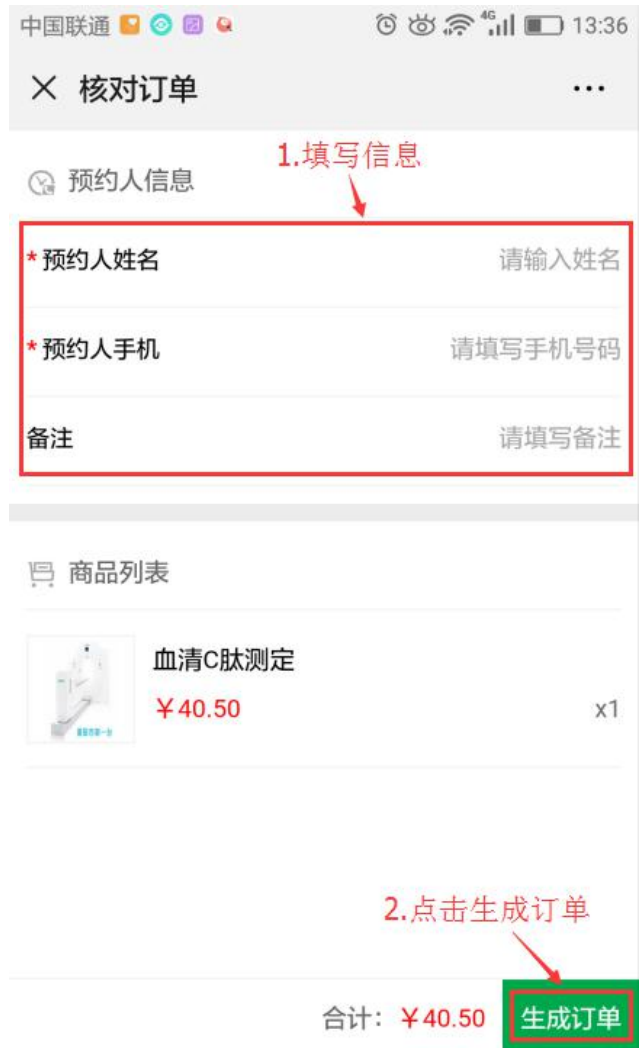 中国联通 4G 13:36
核对订单
1.填写信息
预约人信息
*预约人姓名 请输入姓名
*预约人手机 请填写手机号码
备注 请填写备注
商品列表
血清C肽测定
￥40.50 x1
2.点击生成订单
合计：￥40.50 生成订单